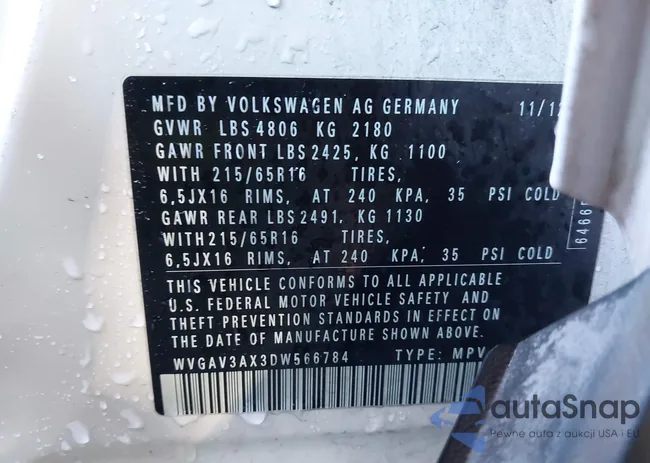 MFD BY VOLKSWAGEN AG GERMANY 11/12
GVWR LBS 4806 KG 2180
GAWR FRONT LBS 2425, KG 1100
WITH 215/65R16 TIRES,
6,5JX16 RIMS, AT 240 KPA, 35 PSI COLD
GAWR REAR LBS 2491, KG 1130
WITH 215/65R16 TIRES,
6,5JX16 RIMS, AT 240 KPA, 35 PSI COLD
THIS VEHICLE CONFORMS TO ALL APPLICABLE
U.S. FEDERAL MOTOR VEHICLE SAFETY AND
THEFT PREVENTION STANDARDS IN EFFECT ON
THE DATE OF MANUFACTURE SHOWN ABOVE
WVGAV3AX3DW566784 TYPE: MPV
autaSnap
Pewne auta z aukcji USA i EU